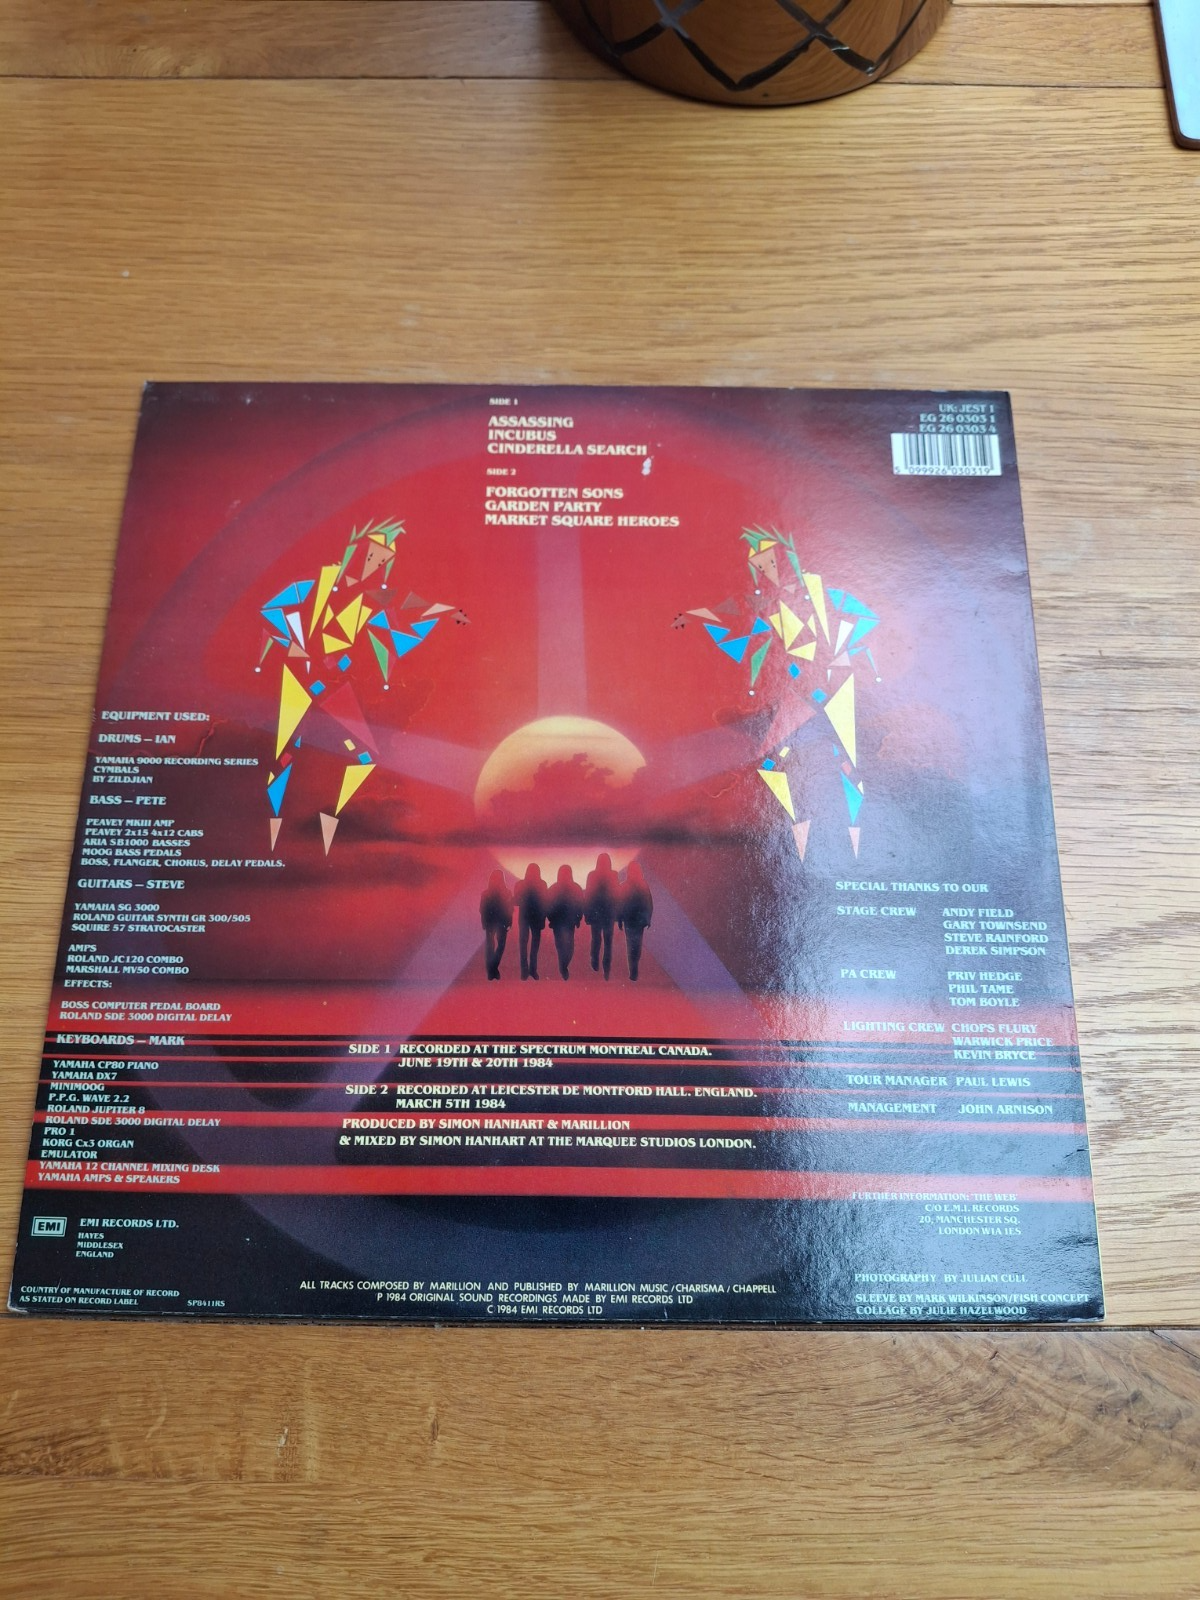 SIDE 1
ASSASSING
INCUBUS
CINDERELLA SEARCH
SIDE 2
FORGOTTEN SONS
GARDEN PARTY
MARKET SQUARE HEROES
UK: JEST 1
EG 26 0303 1
EG 26 0303 4
5 099926 030319
EQUIPMENT USED:
DRUMS – IAN
YAMAHA 9000 RECORDING SERIES
CYMBALS
BY ZILDJIAN
BASS – PETE
PEAVEY MKIII AMP
PEAVEY 2x15 4x12 CABS
ARIA SB1000 BASSES
MOOG BASS PEDALS
BOSS, FLANGER, CHORUS, DELAY PEDALS.
GUITARS – STEVE
YAMAHA SG 3000
ROLAND GUITAR SYNTH GR 300/505
SQUIRE 57 STRATOCASTER
AMPS
ROLAND JC120 COMBO
MARSHALL MV50 COMBO
EFFECTS:
BOSS COMPUTER PEDAL BOARD
ROLAND SDE 3000 DIGITAL DELAY
KEYBOARDS – MARK
YAMAHA CP80 PIANO
YAMAHA DX7
MINIMOOG
P.P.G. WAVE 2.2
ROLAND JUPITER 8
ROLAND SDE 3000 DIGITAL DELAY
PRO 1
KORG Cx3 ORGAN
EMULATOR
YAMAHA 12 CHANNEL MIXING DESK
YAMAHA AMPS & SPEAKERS
SIDE 1 RECORDED AT THE SPECTRUM MONTREAL CANADA.
JUNE 19TH & 20TH 1984
SIDE 2 RECORDED AT LEICESTER DE MONTFORD HALL. ENGLAND.
MARCH 5TH 1984
PRODUCED BY SIMON HANHART & MARILLION
& MIXED BY SIMON HANHART AT THE MARQUEE STUDIOS LONDON.
SPECIAL THANKS TO OUR
STAGE CREW ANDY FIELD
GARY TOWNSEND
STEVE RAINFORD
DEREK SIMPSON
PA CREW PRIV HEDGE
PHIL TAME
TOM BOYLE
LIGHTING CREW CHOPS FLURY
WARWICK PRICE
KEVIN BRYCE
TOUR MANAGER PAUL LEWIS
MANAGEMENT JOHN ARNISON
FURTHER INFORMATION: 'THE WEB'
C/O E.M.I. RECORDS
20, MANCHESTER SQ.
LONDON W1A 1ES
EMI
EMI RECORDS LTD.
HAYES
MIDDLESEX
ENGLAND
COUNTRY OF MANUFACTURE OF RECORD
AS STATED ON RECORD LABEL
SP8411RS
ALL TRACKS COMPOSED BY MARILLION AND PUBLISHED BY MARILLION MUSIC / CHARISMA / CHAPPELL
P 1984 ORIGINAL SOUND RECORDINGS MADE BY EMI RECORDS LTD
C 1984 EMI RECORDS LTD
PHOTOGRAPHY BY JULIAN CULL
SLEEVE BY MARK WILKINSON/FISH CONCEPT
COLLAGE BY JULIE HAZELWOOD